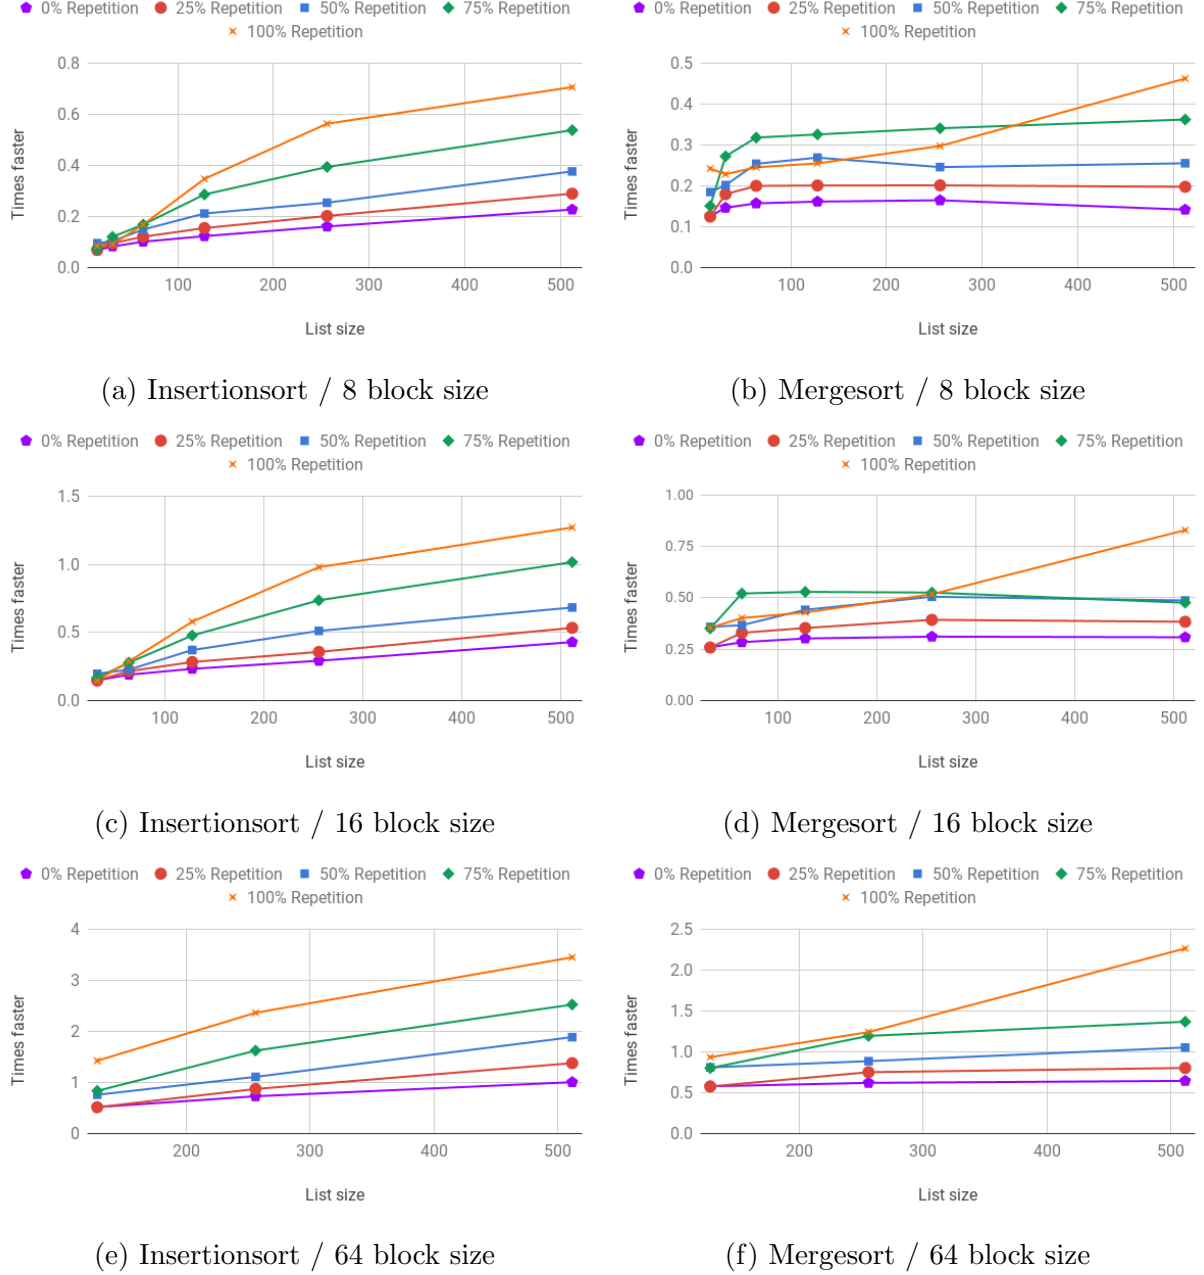 0% Repetition 25% Repetition 50% Repetition 75% Repetition
100% Repetition
Times faster
0.8
0.6
0.4
0.2
0.0
100 200 300 400 500
List size
(a) Insertionsort / 8 block size
0% Repetition 25% Repetition 50% Repetition 75% Repetition
100% Repetition
Times faster
0.5
0.4
0.3
0.2
0.1
0.0
100 200 300 400 500
List size
(b) Mergesort / 8 block size
0% Repetition 25% Repetition 50% Repetition 75% Repetition
100% Repetition
Times faster
1.5
1.0
0.5
0.0
100 200 300 400 500
List size
(c) Insertionsort / 16 block size
0% Repetition 25% Repetition 50% Repetition 75% Repetition
100% Repetition
Times faster
1.00
0.75
0.50
0.25
0.00
100 200 300 400 500
List size
(d) Mergesort / 16 block size
0% Repetition 25% Repetition 50% Repetition 75% Repetition
100% Repetition
Times faster
4
3
2
1
0
200 300 400 500
List size
(e) Insertionsort / 64 block size
0% Repetition 25% Repetition 50% Repetition 75% Repetition
100% Repetition
Times faster
2.5
2.0
1.5
1.0
0.5
0.0
200 300 400 500
List size
(f) Mergesort / 64 block size